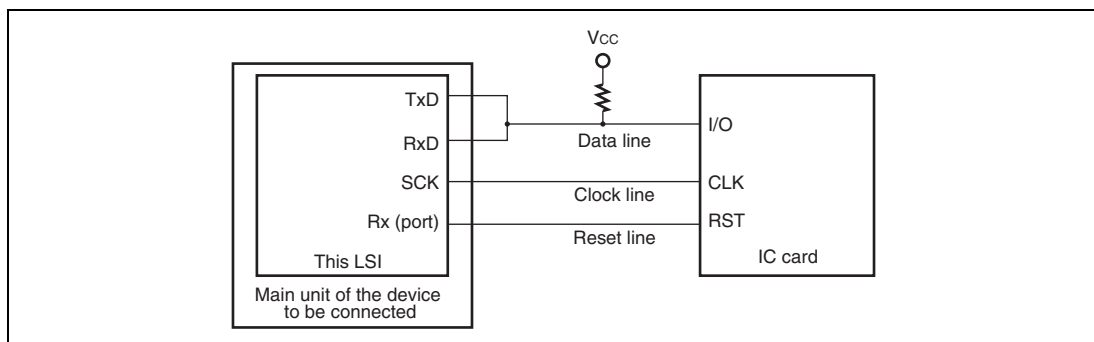 Vcc
TxD
RxD
SCK
Rx (port)
This LSI
Main unit of the device
to be connected
Data line
Clock line
Reset line
I/O
CLK
RST
IC card